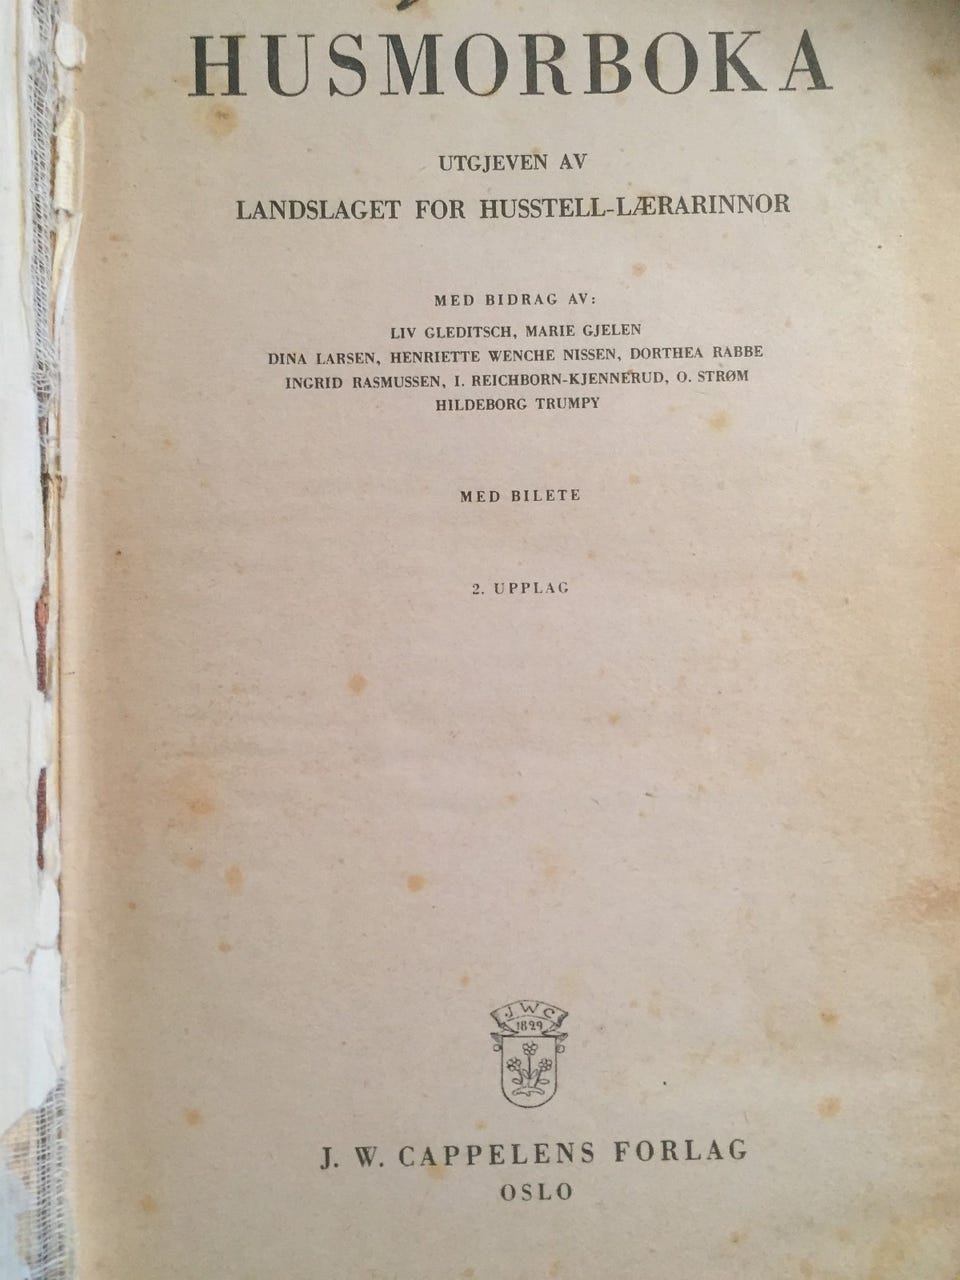 HUSMORBOKA
UTGJEVEN AV
LANDSLAGET FOR HUSSTELL-LÆRARINNOR
MED BIDRAG AV:
LIV GLEDITSCH, MARIE GJELEN
DINA LARSEN, HENRIETTE WENCHE NISSEN, DORTHEA RABBE
INGRID RASMUSSEN, I. REICHBORN-KJENNERUD, O. STRØM
HILDEBORG TRUMPY
MED BILETE
2. UPPLAG
JWC
1829
J. W. CAPPELENS FORLAG
OSLO